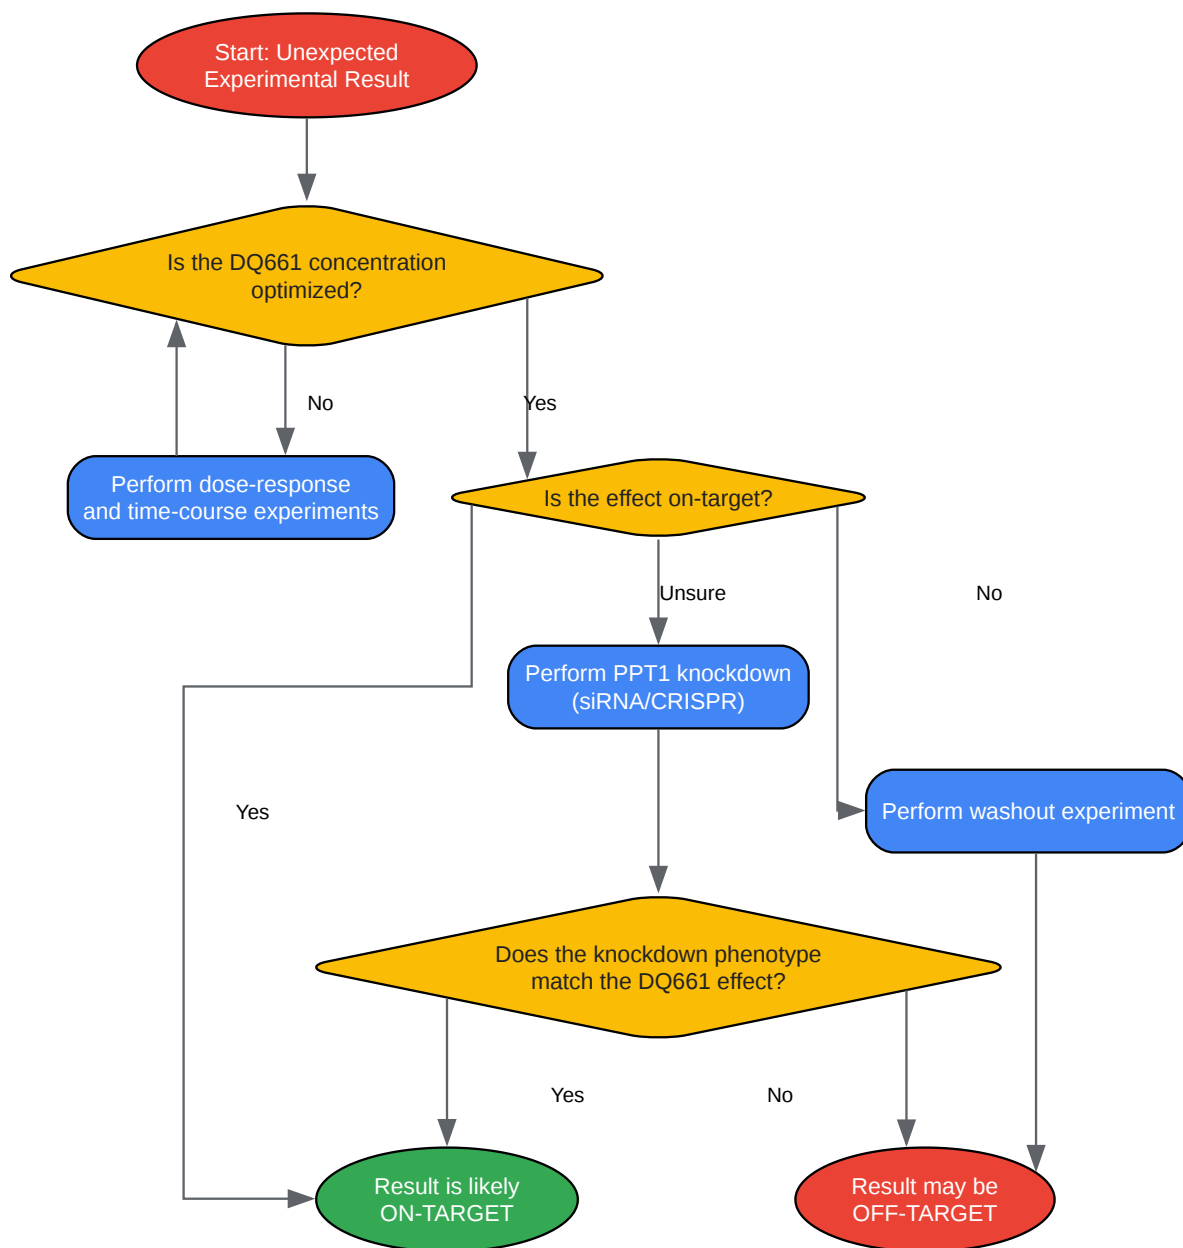 Start: Unexpected
Experimental Result
Is the DQ661 concentration
optimized?
No
Yes
Perform dose-response
and time-course experiments
Is the effect on-target?
Unsure
No
Perform PPT1 knockdown
(siRNA/CRISPR)
Yes
Perform washout experiment
Does the knockdown phenotype
match the DQ661 effect?
Yes
No
Result is likely
ON-TARGET
Result may be
OFF-TARGET